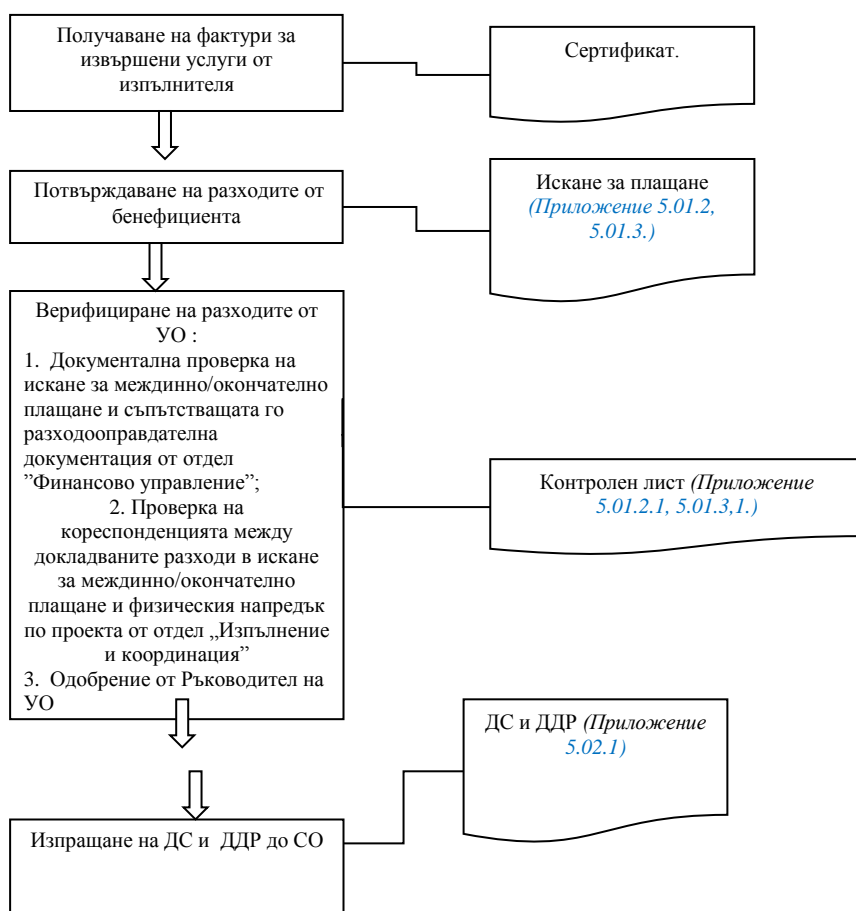 Получаване на фактури за
извършени услуги от
изпълнителя
Сертификат.
Потвърждаване на разходите от
бенефициента
Искане за плащане
(Приложение 5.01.2,
5.01.3.)
Верифициране на разходите от
УО :
1. Документална проверка на
искане за междинно/окончателно
плащане и съпътстващата го
разходооправдателна
документация от отдел
”Финансово управление”;
2. Проверка на
кореспонденцията между
докладваните разходи в искане
за междинно/окончателно
плащане и физическия напредък
по проекта от отдел „Изпълнение
и координация”
3. Одобрение от Ръководител на
УО
Контролен лист (Приложение
5.01.2.1, 5.01.3,1.)
ДС и ДДР (Приложение
5.02.1)
Изпращане на ДС и ДДР до СО